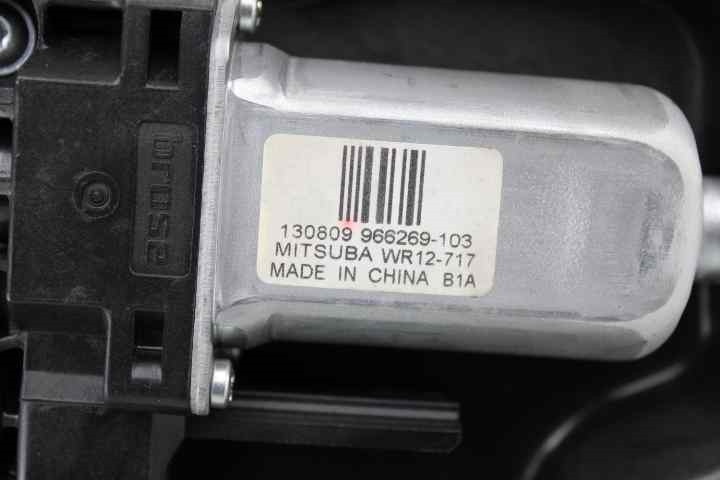 brose
130809 966269-103
MITSUBA WR12-717
MADE IN CHINA B1A